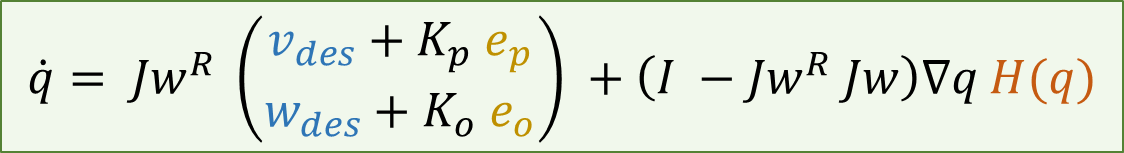 q̇ = Jw^R (v_des + K_p e_p
w_des + K_o e_o) + (I − Jw^R Jw)∇q H(q)